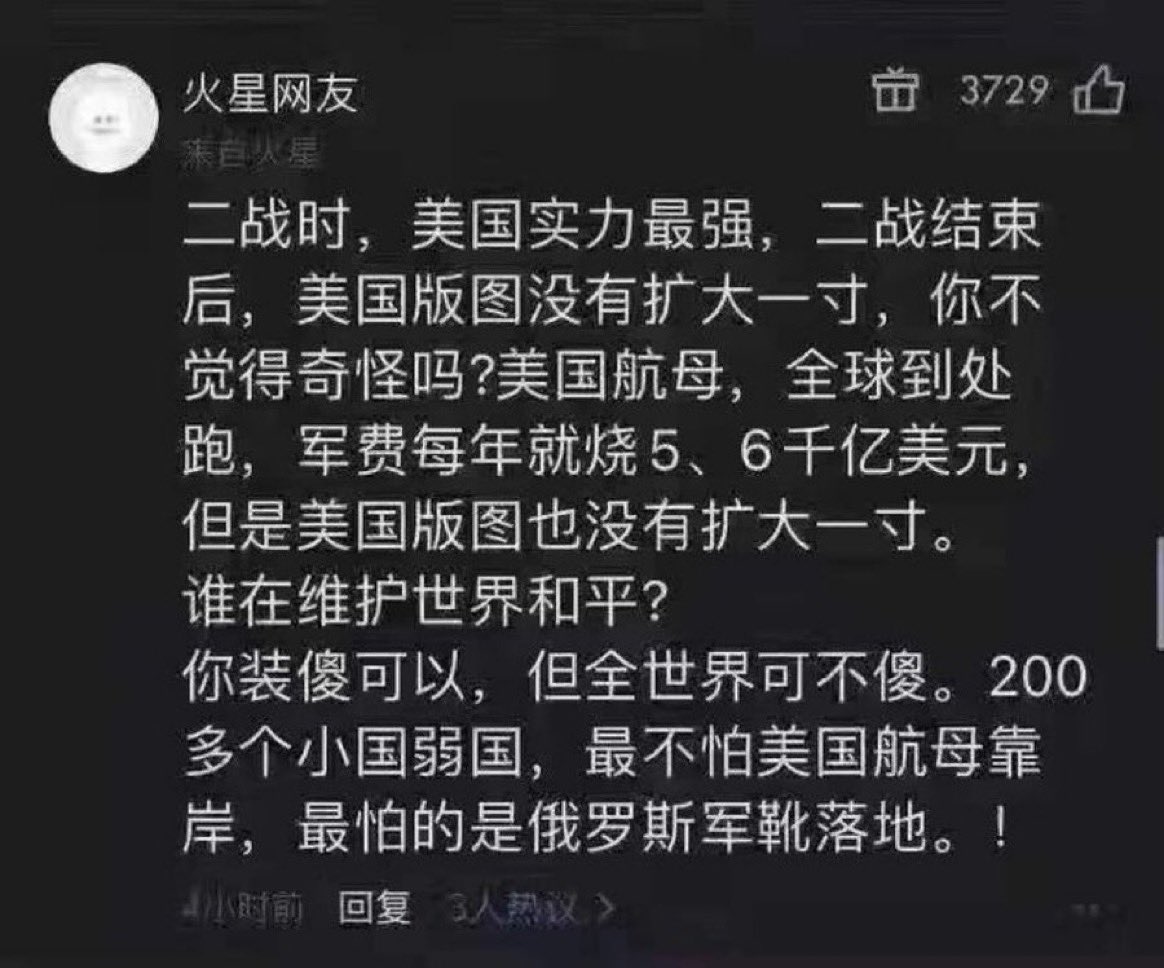 火星网友
3729
来自火星
二战时，美国实力最强，二战结束
后，美国版图没有扩大一寸，你不
觉得奇怪吗?美国航母，全球到处
跑，军费每年就烧5、6千亿美元，
但是美国版图也没有扩大一寸。
谁在维护世界和平?
你装傻可以，但全世界可不傻。200
多个小国弱国，最不怕美国航母靠
岸，最怕的是俄罗斯军靴落地。！
4小时前 回复 3人热议 >